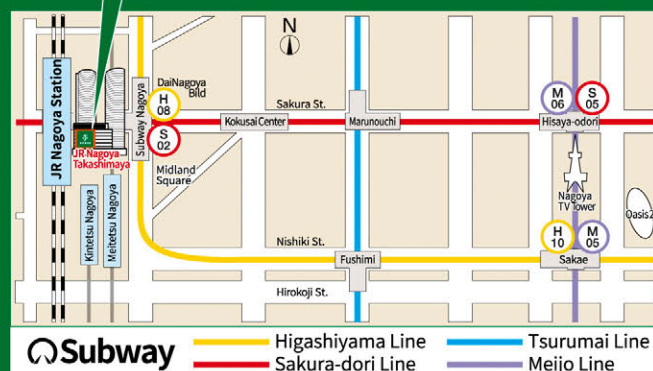 N
DaiNagoya
Bild
H
08
S
02
Subway Nagoya
JR Nagoya Station
JR Nagoya
Takashimaya
Midland
Square
Kintetsu Nagoya
Meitetsu Nagoya
Sakura St.
Kokusai Center
Marunouchi
M
06
S
05
Hisaya-odori
Nagoya
TV Tower
Oasis2
H
10
M
05
Nishiki St.
Fushimi
Sakae
Hirokoji St.
Subway
Higashiyama Line
Tsurumai Line
Sakura-dori Line
Meijo Line